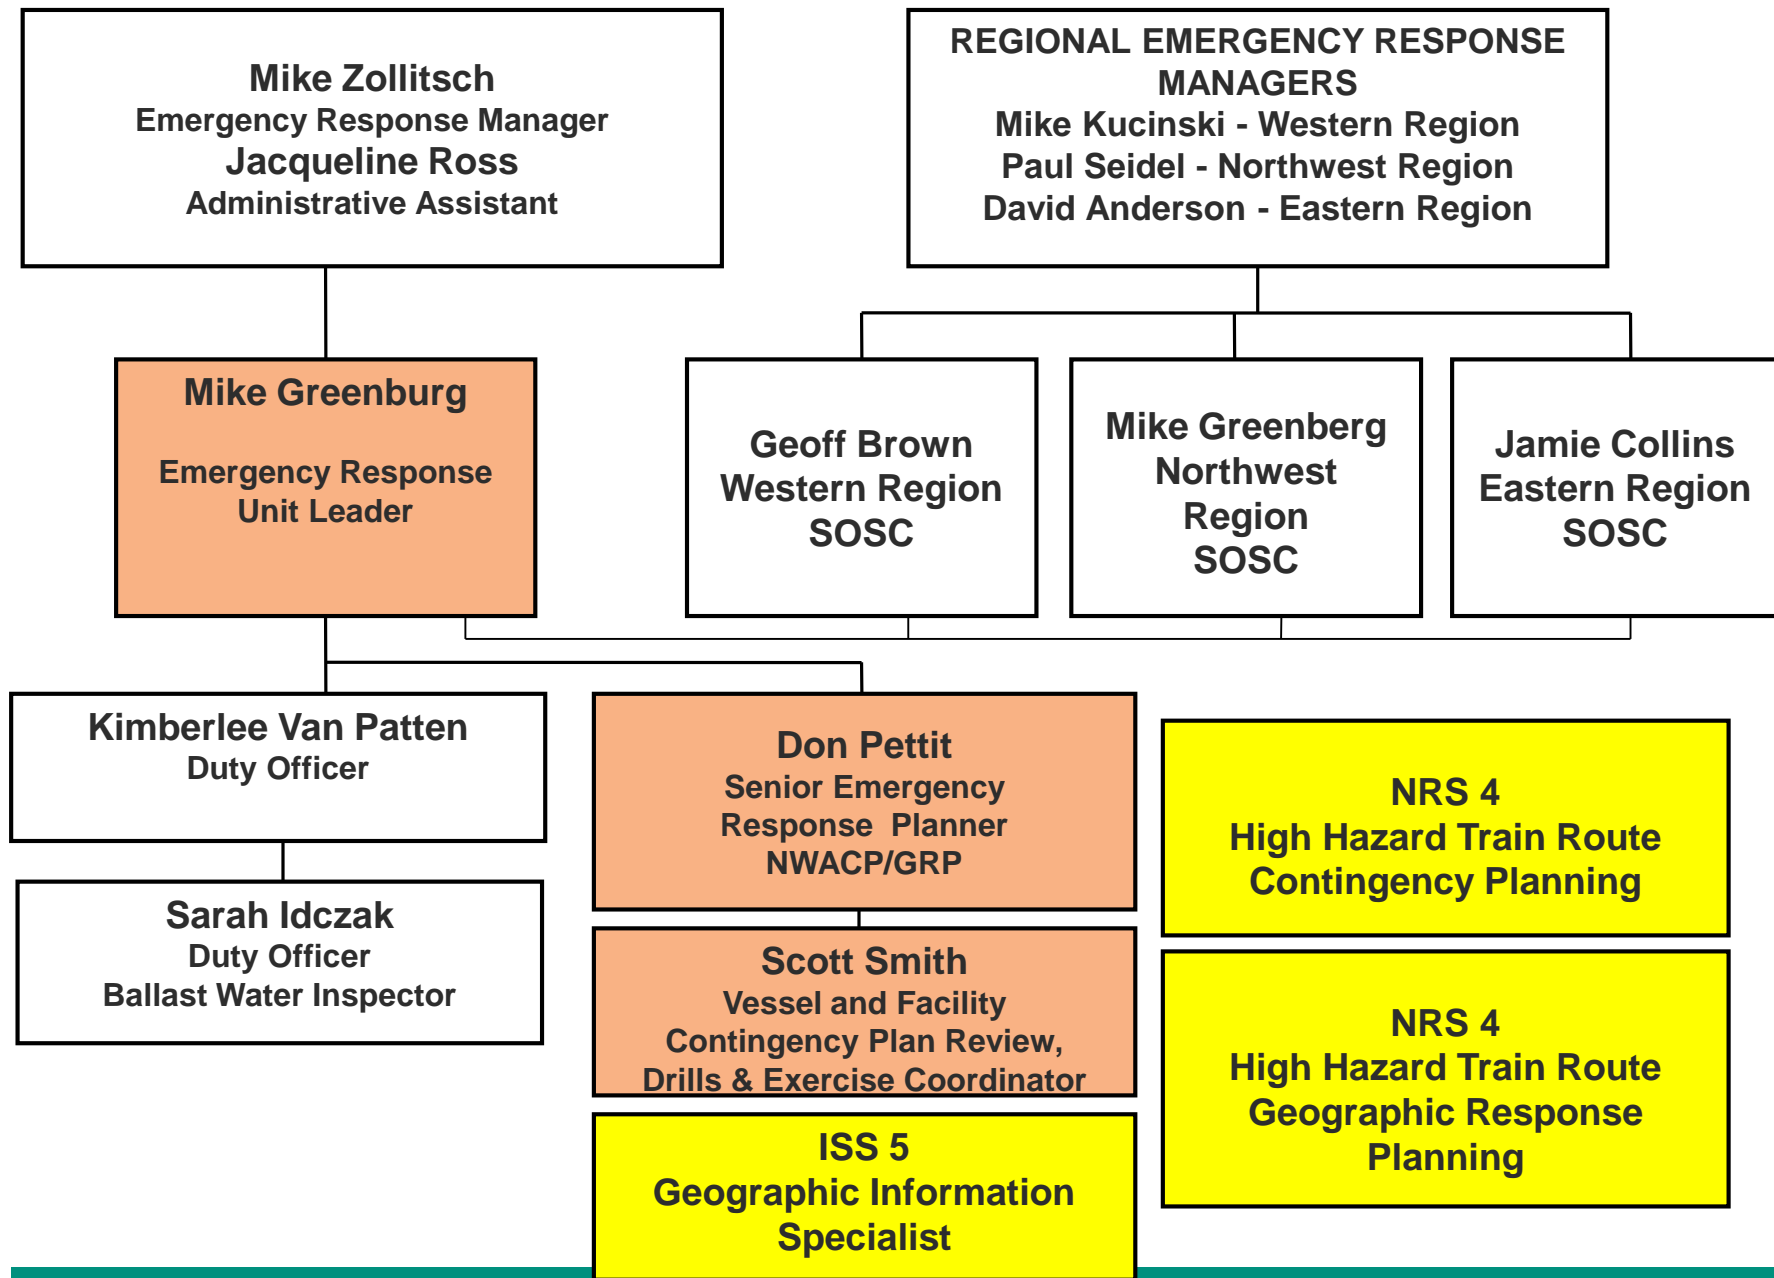 Mike Zollitsch
Emergency Response Manager
Jacqueline Ross
Administrative Assistant
REGIONAL EMERGENCY RESPONSE
MANAGERS
Mike Kucinski - Western Region
Paul Seidel - Northwest Region
David Anderson - Eastern Region
Mike Greenburg
Emergency Response
Unit Leader
Geoff Brown
Western Region
SOSC
Mike Greenberg
Northwest
Region
SOSC
Jamie Collins
Eastern Region
SOSC
Kimberlee Van Patten
Duty Officer
Sarah Idczak
Duty Officer
Ballast Water Inspector
Don Pettit
Senior Emergency
Response Planner
NWACP/GRP
Scott Smith
Vessel and Facility
Contingency Plan Review,
Drills & Exercise Coordinator
ISS 5
Geographic Information
Specialist
NRS 4
High Hazard Train Route
Contingency Planning
NRS 4
High Hazard Train Route
Geographic Response
Planning